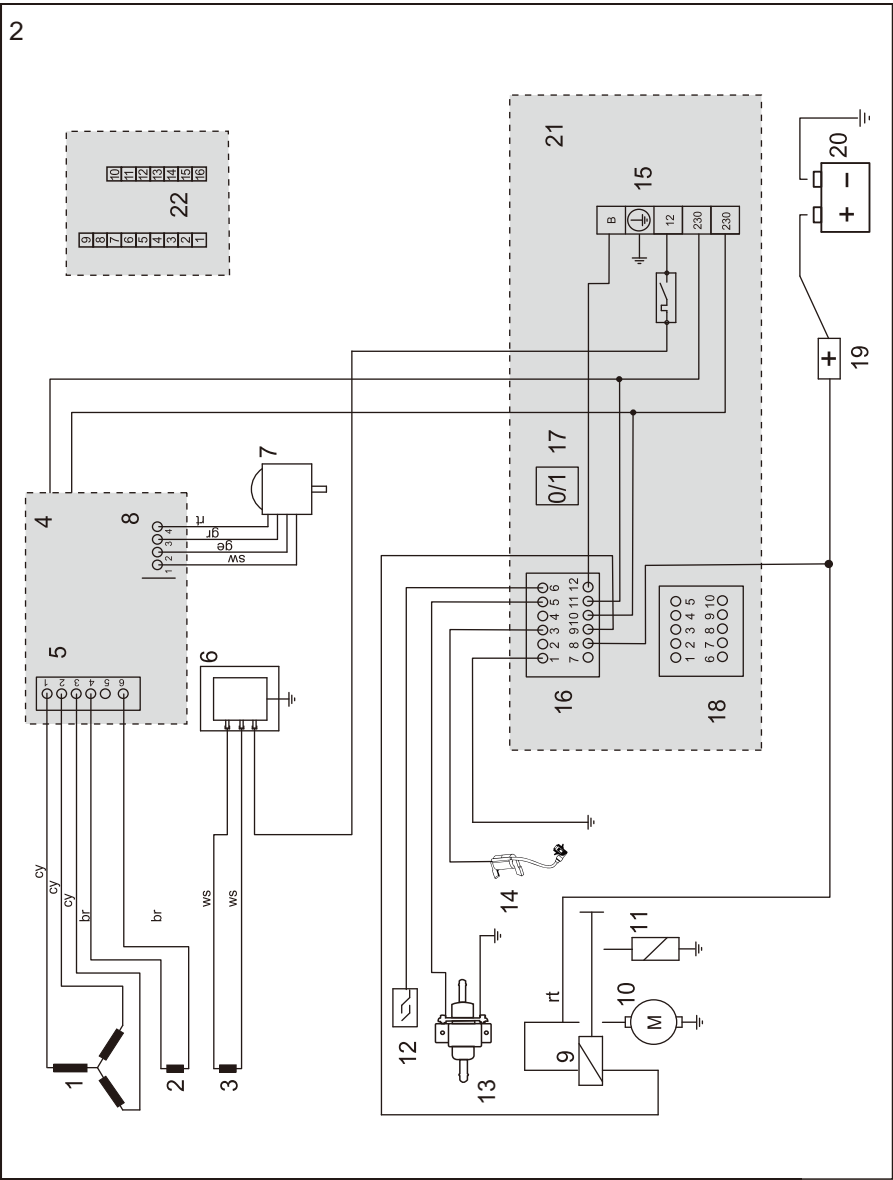 2
10 11 12 13 14 15 16
22
9 8 7 6 5 4 3 2 1
21
15
B
12
230
230
20
+ -
+
19
4
8
1 2 3 4
rt
gr
ge
sw
7
5
1 2 3 4 5 6
6
17
0/1
1 2 3 4 5 6
7 8 9 10 11 12
16
1 2 3 4 5
6 7 8 9 10
18
cy
cy
cy
br
br
ws
ws
1
2
3
14
12
13
rt
11
10
M
9